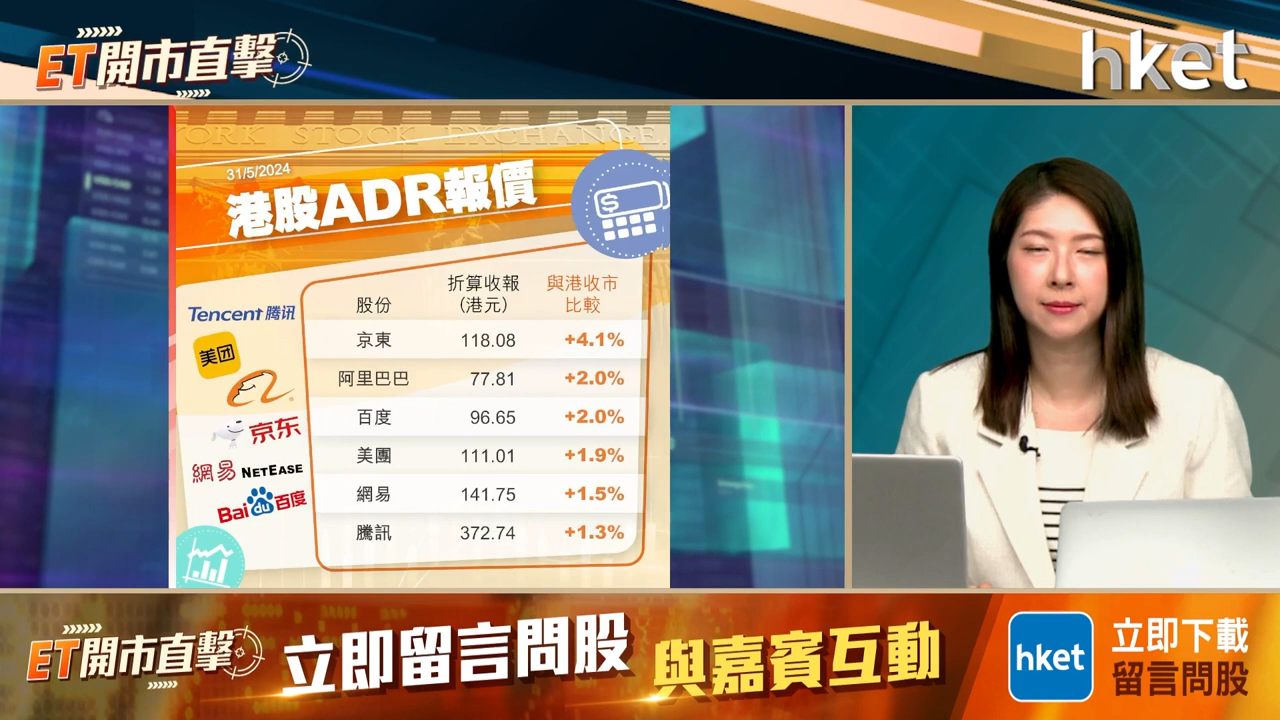 ET開市直擊
hket
YORK STOCK EXCHANGE
31/5/2024
港股ADR報價
$
股份 折算收報(港元) 與港收市比較
京東 118.08 +4.1%
阿里巴巴 77.81 +2.0%
百度 96.65 +2.0%
美團 111.01 +1.9%
網易 141.75 +1.5%
騰訊 372.74 +1.3%
Tencent 腾讯
美团
京东
網易 NETEASE
Bai du 百度
ET開市直擊
立即留言問股 與嘉賓互動
hket
立即下載
留言問股